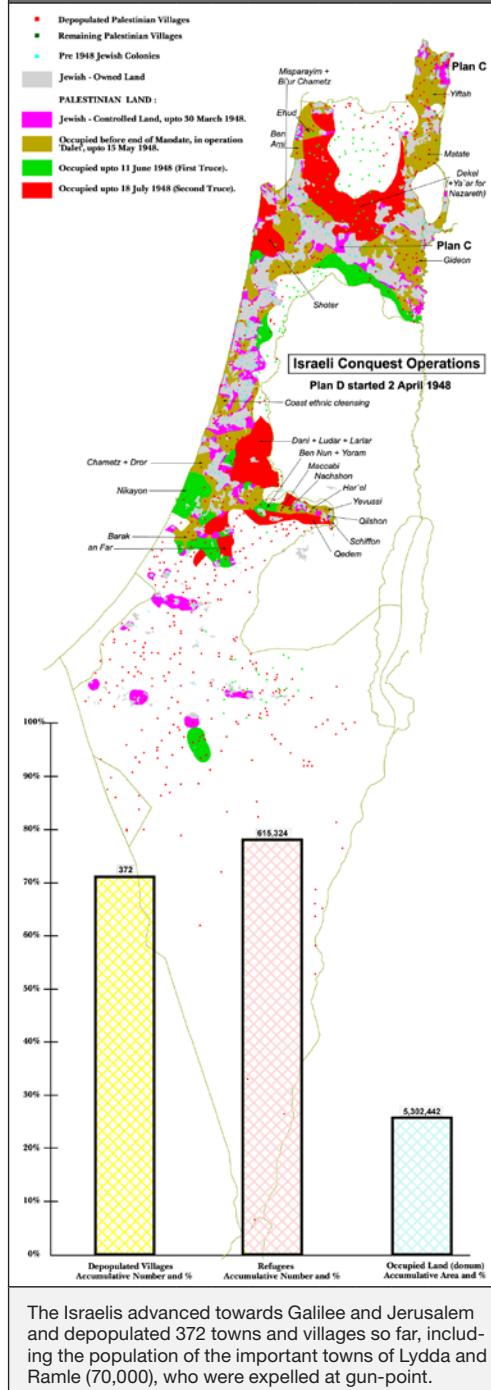 Depopulated Palestinian Villages
Remaining Palestinian Villages
Pre 1948 Jewish Colonies
Jewish - Owned Land
PALESTINIAN LAND :
Jewish - Controlled Land, upto 30 March 1948.
Occupied before end of Mandate, in operation
'Dalet', upto 15 May 1948.
Occupied upto 11 June 1948 (First Truce).
Occupied upto 18 July 1948 (Second Truce).
Misparayim +
Bi'ur Chametz
Ehud
Ben
Ami
Plan C
Yiftah
Matate
Dekel
(+Ya`ar for
Nazareth)
Plan C
Gideon
Shoter
Israeli Conquest Operations
Plan D started 2 April 1948
Coast ethnic cleansing
Dani + Ludar + Larlar
Ben Nun + Yoram
Maccabi
Nachshon
Har`el
Yevussi
Qilshon
Schiffon
Qedem
Chametz + Dror
Nikayon
Barak
an Far
100%
90%
80%
70%
60%
50%
40%
30%
20%
10%
0%
372
615,324
5,302,442
Depopulated Villages
Accumulative Number and %
Refugees
Accumulative Number and %
Occupied Land (donum)
Accumulative Area and %
The Israelis advanced towards Galilee and Jerusalem
and depopulated 372 towns and villages so far, includ-
ing the population of the important towns of Lydda and
Ramle (70,000), who were expelled at gun-point.